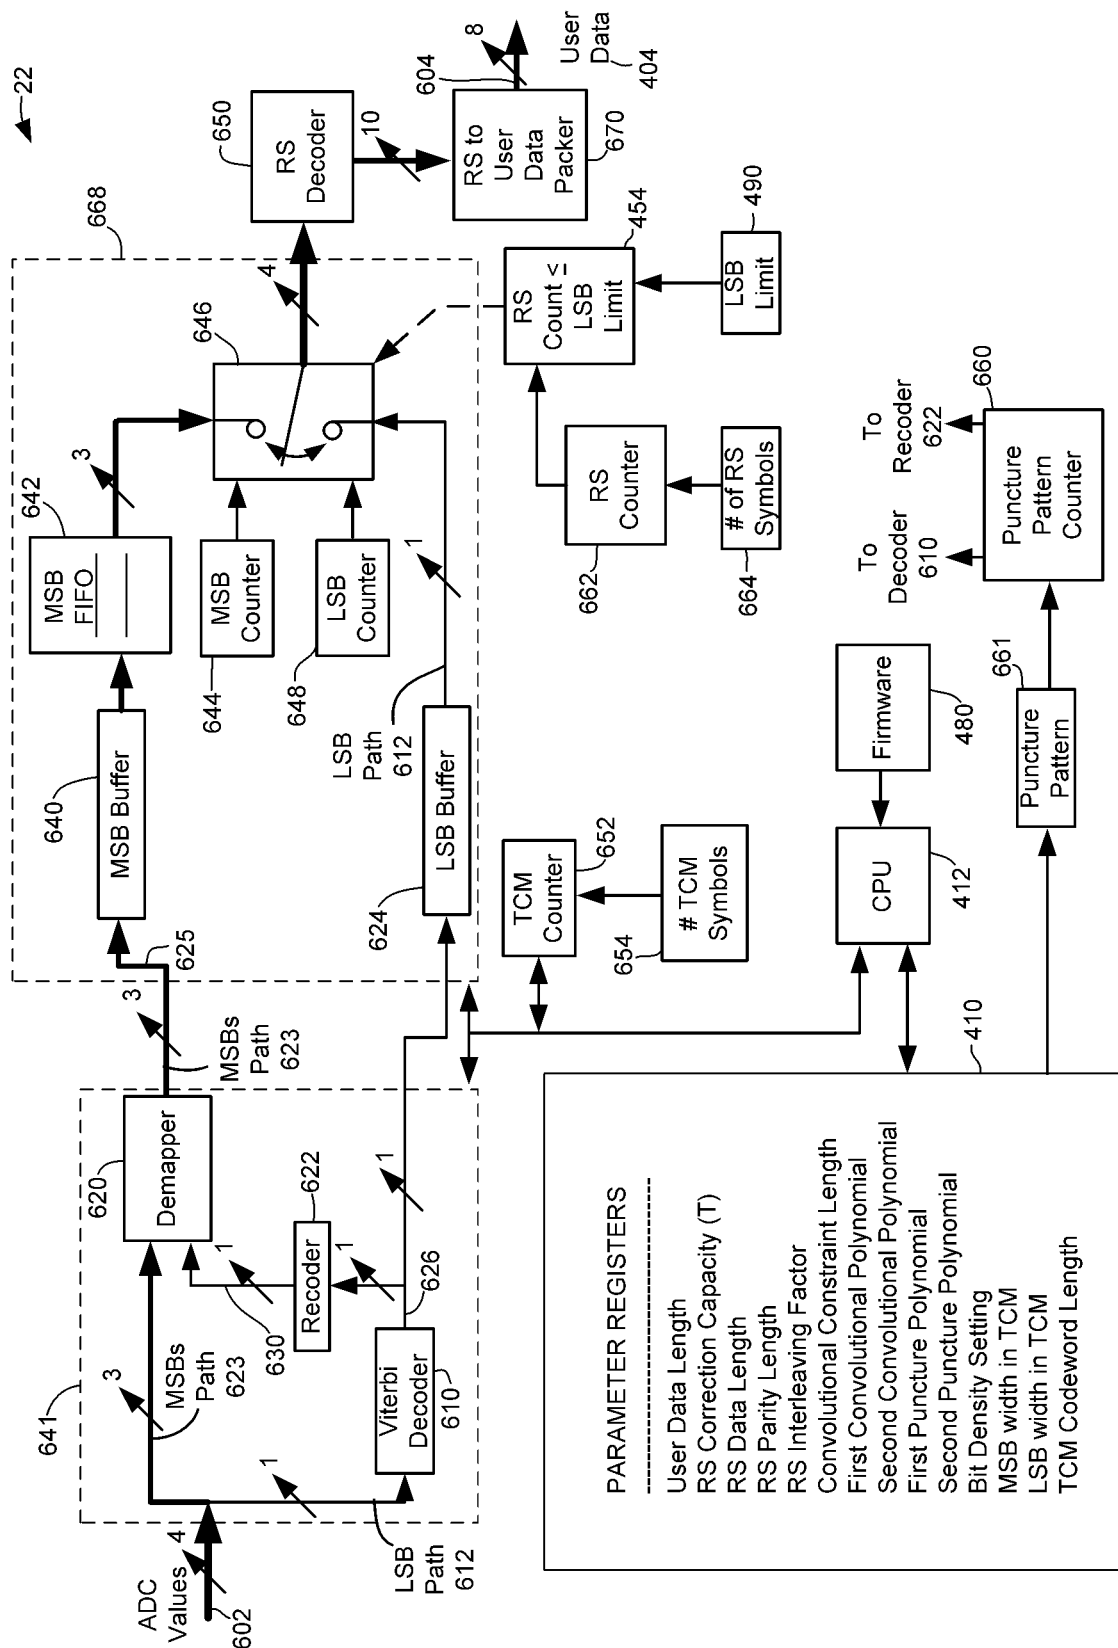 22
ADC
Values
4
602
641
3
MSBs
Path
623
1
LSB
Path
612
Viterbi
Decoder
610
626
1
Recoder
622
1
630
1
Demapper
620
MSBs Path
623
3
625
668
MSB Buffer
640
MSB
FIFO
642
3
MSB
Counter
644
LSB
Counter
648
646
4
LSB Buffer
624
LSB
Path
612
1
RS
Decoder
650
10
RS to
User
Data
Packer
670
604
8
User
Data
404
RS
Count <=
LSB
Limit
454
LSB
Limit
490
RS
Counter
662
# of RS
Symbols
664
TCM
Counter
652
# TCM
Symbols
654
CPU
412
Firmware
480
Puncture
Pattern
661
Puncture
Pattern
Counter
660
To
Decoder
610
To
Recoder
622
410
PARAMETER REGISTERS
User Data Length
RS Correction Capacity (T)
RS Data Length
RS Parity Length
RS Interleaving Factor
Convolutional Constraint Length
First Convolutional Polynomial
Second Convolutional Polynomial
First Puncture Polynomial
Second Puncture Polynomial
Bit Density Setting
MSB width in TCM
LSB width in TCM
TCM Codeword Length